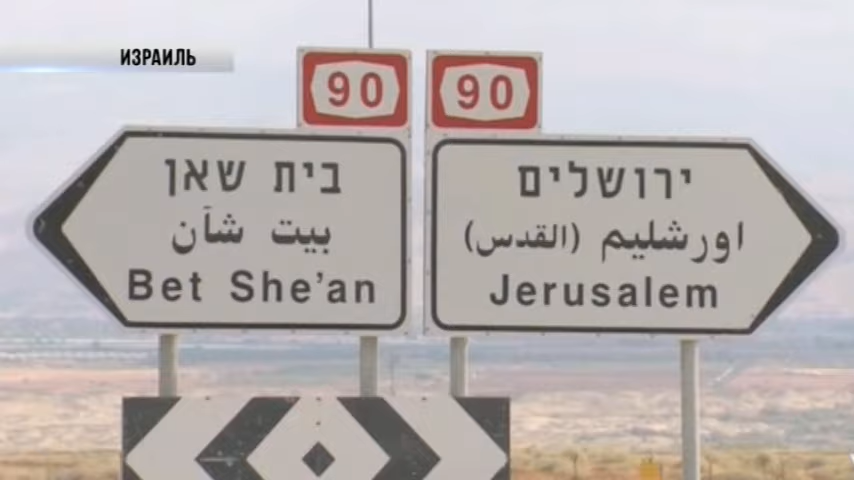 ИЗРАИЛЬ
90
בית שאן
بيت شآن
Bet She'an
90
ירושלים
اورشليم (القدس)
Jerusalem